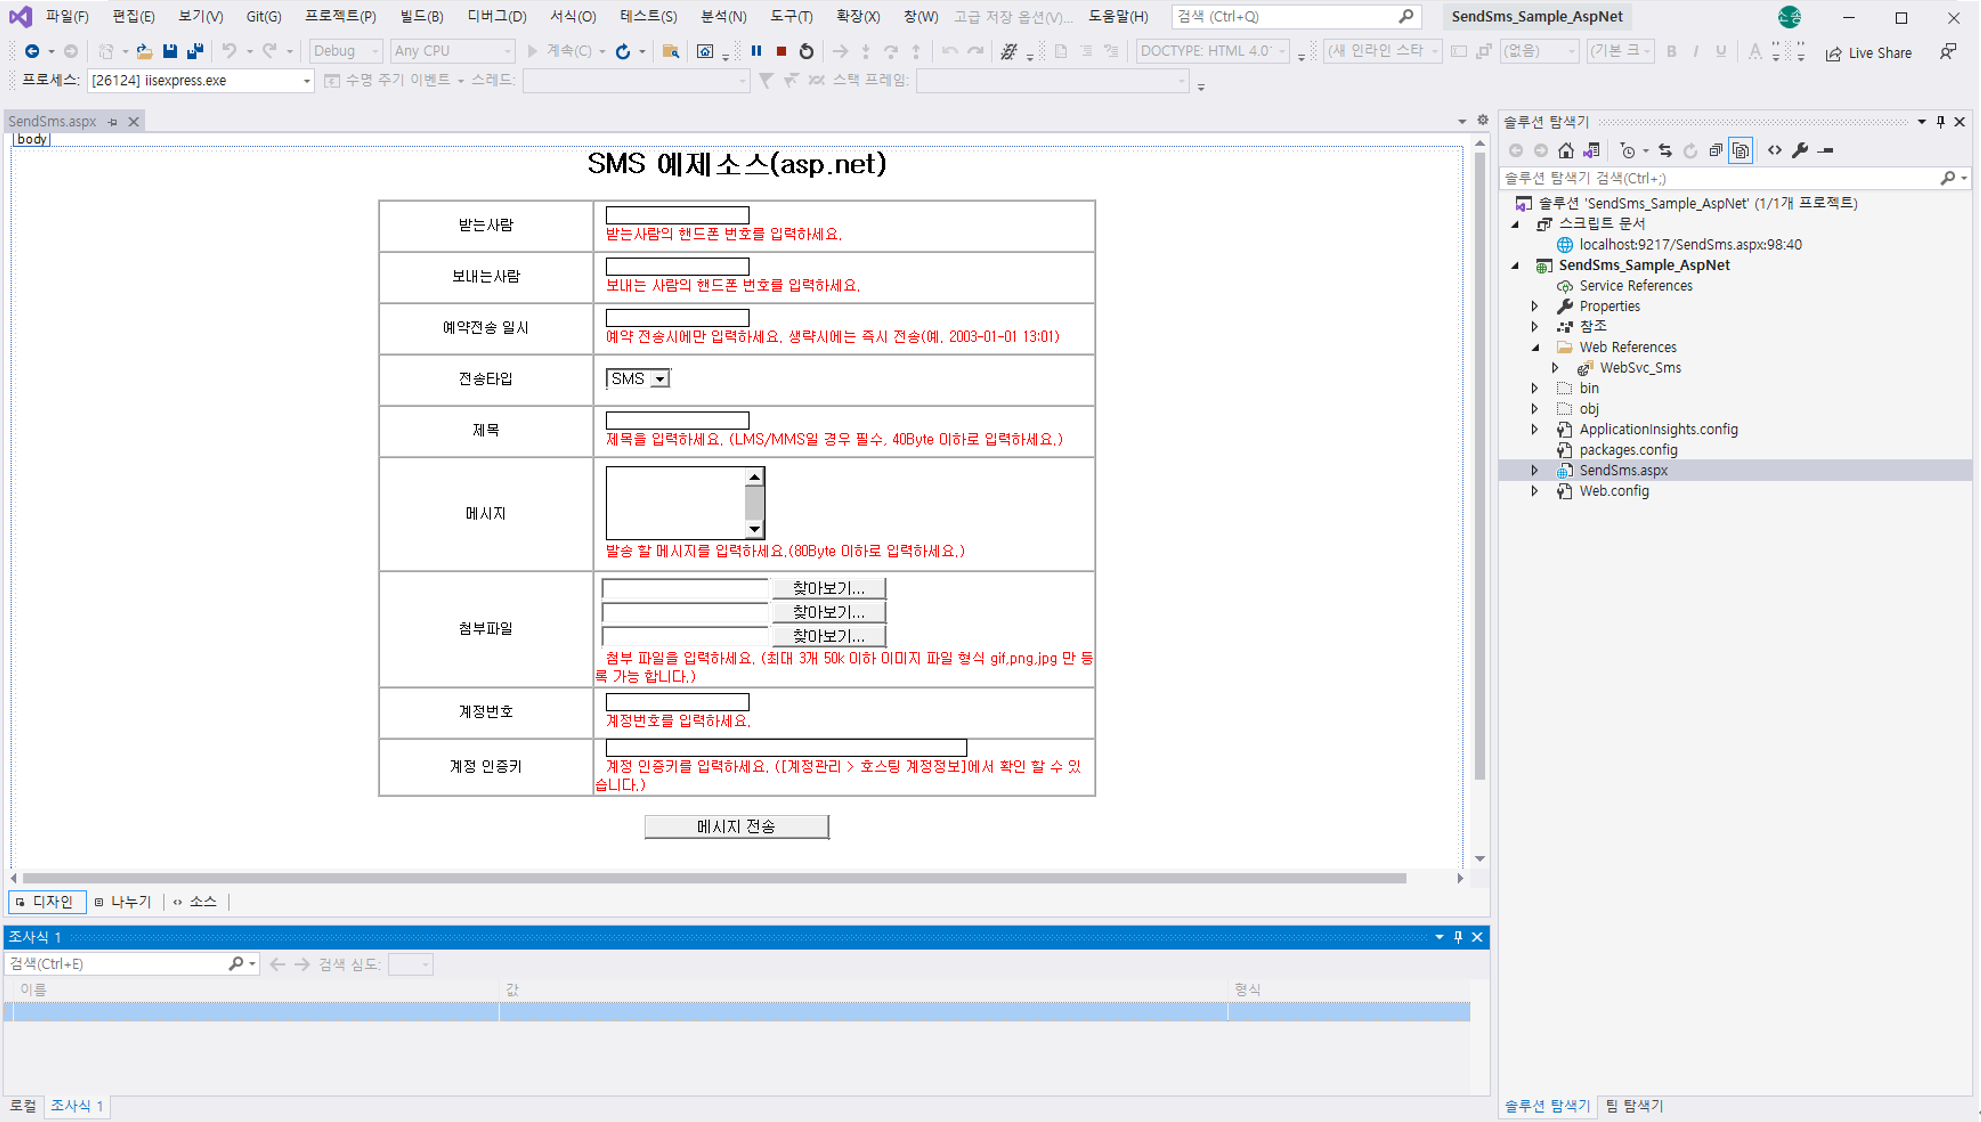 파일(F) 편집(E) 보기(V) Git(G) 프로젝트(P) 빌드(B) 디버그(D) 서식(O) 테스트(S) 분석(N) 도구(T) 확장(X) 창(W) 고급 저장 옵션(V)... 도움말(H) 검색 (Ctrl+Q) SendSms_Sample_AspNet 소송
Debug Any CPU 계속(C) DOCTYPE: HTML 4.0 (새 인라인 스타 (없음) (기본 크 B I U A Live Share
프로세스: [26124] iisexpress.exe 수명 주기 이벤트 스레드: 스택 프레임:
SendSms.aspx
body
SMS 예제소스(asp.net)
받는사람
받는사람의 핸드폰 번호를 입력하세요.
보내는사람
보내는 사람의 핸드폰 번호를 입력하세요.
예약전송 일시
예약 전송시에만 입력하세요. 생략시에는 즉시 전송(예. 2003-01-01 13:01)
전송타입 SMS
제목
제목을 입력하세요. (LMS/MMS일 경우 필수, 40Byte 이하로 입력하세요.)
메시지
발송 할 메시지를 입력하세요.(80Byte 이하로 입력하세요.)
찾아보기...
찾아보기...
찾아보기...
첨부파일
첨부 파일을 입력하세요. (최대 3개 50k 이하 이미지 파일 형식 gif,png,jpg 만 등
록 가능 합니다.)
계정번호
계정번호를 입력하세요.
계정 인증키
계정 인증키를 입력하세요. ([계정관리 > 호스팅 계정정보]에서 확인 할 수 있
습니다.)
메시지 전송
디자인 나누기 소스
조사식 1
검색(Ctrl+E) 검색 심도:
이름 값 형식
로컬 조사식 1
솔루션 탐색기
솔루션 탐색기 검색(Ctrl+;)
솔루션 'SendSms_Sample_AspNet' (1/1개 프로젝트)
스크립트 문서
localhost:9217/SendSms.aspx:98:40
SendSms_Sample_AspNet
Service References
Properties
참조
Web References
WebSvc_Sms
bin
obj
ApplicationInsights.config
packages.config
SendSms.aspx
Web.config
솔루션 탐색기 팀 탐색기